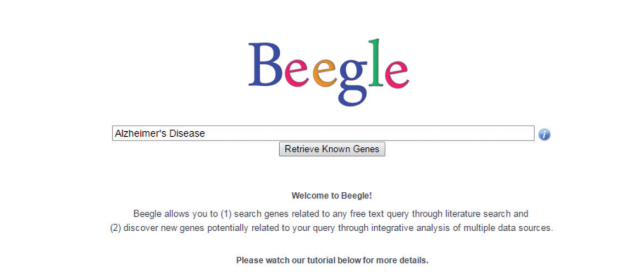 Beegle
Alzheimer's Disease
i
Retrieve Known Genes
Welcome to Beegle!
Beegle allows you to (1) search genes related to any free text query through literature search and
(2) discover new genes potentially related to your query through integrative analysis of multiple data sources.
Please watch our tutorial below for more details.